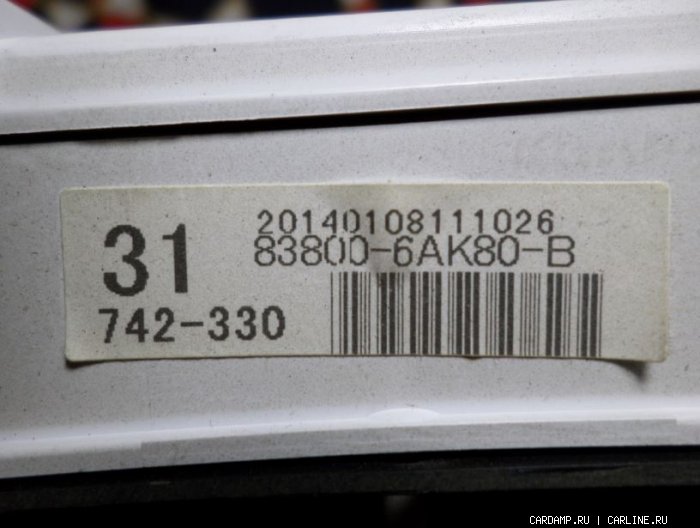 31
20140108111026
83800-6AK80-B
742-330
CARDAMP.RU | CARLINE.RU